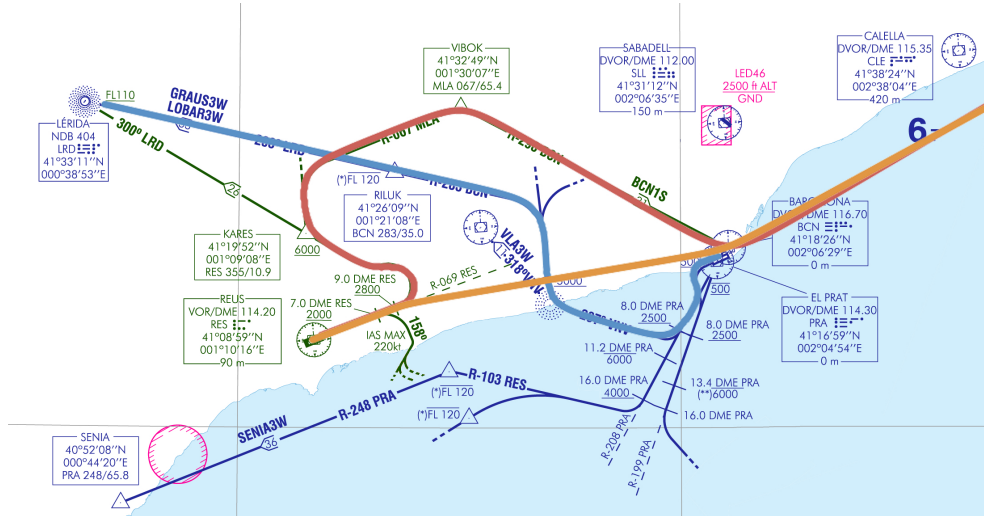 VIBOK
41°32'49''N
001°30'07''E
MLA 067/65.4
SABADELL
DVOR/DME 112.00
SLL
41°31'12''N
002°06'35''E
150 m
CALELLA
DVOR/DME 115.35
CLE
41°38'24''N
002°38'04''E
420 m
LED46
2500 ft ALT
GND
FL110
GRAUS3W
LOBAR3W
LÉRIDA
NDB 404
LRD
41°33'11''N
000°38'53''E
300º LRD
26
(*)FL 120
RILUK
41°26'09''N
001°21'08''E
BCN 283/35.0
BCN1S
6
BARCELONA
DVOR/DME 116.70
BCN
41°18'26''N
002°06'29''E
0 m
KARES
41°19'52''N
001°09'08''E
RES 355/10.9
6000
VLA3W
318º
R-069 RES
9.0 DME RES
2800
500
REUS
VOR/DME 114.20
RES
41°08'59''N
001°10'16''E
90 m
7.0 DME RES
2000
IAS MAX
220kt
158º
8.0 DME PRA
2500
8.0 DME PRA
2500
EL PRAT
DVOR/DME 114.30
PRA
41°16'59''N
002°04'54''E
0 m
11.2 DME PRA
6000
16.0 DME PRA
4000
13.4 DME PRA
(**)6000
16.0 DME PRA
R-103 RES
(*)FL 120
(*)FL 120
R-248 PRA
SENIA3W
36
R-208 PRA
R-199 PRA
SENIA
40°52'08''N
000°44'20''E
PRA 248/65.8